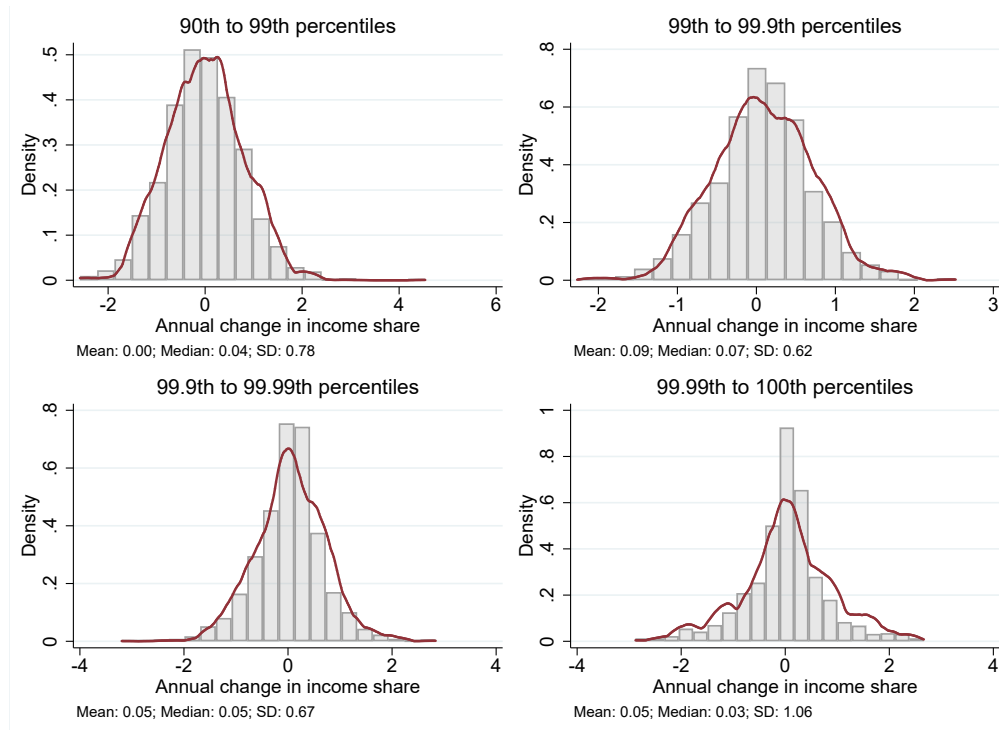 90th to 99th percentiles
Density
.5
.4
.3
.2
.1
0
-2 0 2 4 6
Annual change in income share
Mean: 0.00; Median: 0.04; SD: 0.78
99th to 99.9th percentiles
Density
.8
.6
.4
.2
0
-2 -1 0 1 2 3
Annual change in income share
Mean: 0.09; Median: 0.07; SD: 0.62
99.9th to 99.99th percentiles
Density
.8
.6
.4
.2
0
-4 -2 0 2 4
Annual change in income share
Mean: 0.05; Median: 0.05; SD: 0.67
99.99th to 100th percentiles
Density
1
.8
.6
.4
.2
0
-4 -2 0 2 4
Annual change in income share
Mean: 0.05; Median: 0.03; SD: 1.06